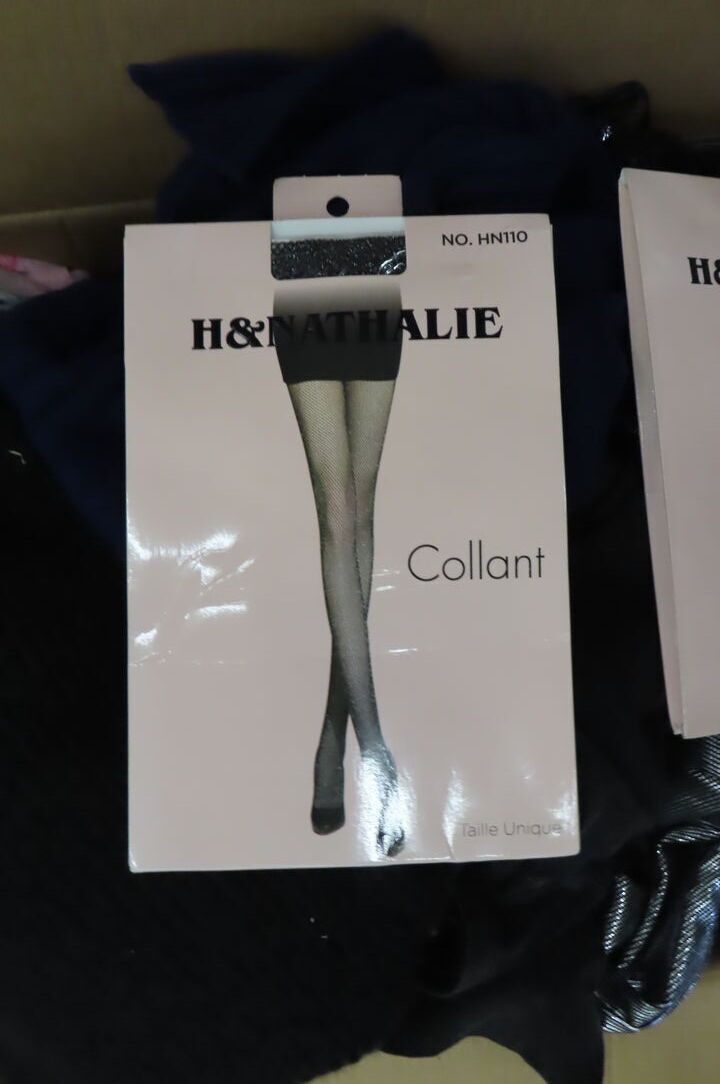 NO. HN110
H&NATHALIE
Collant
Taille Unique
H&